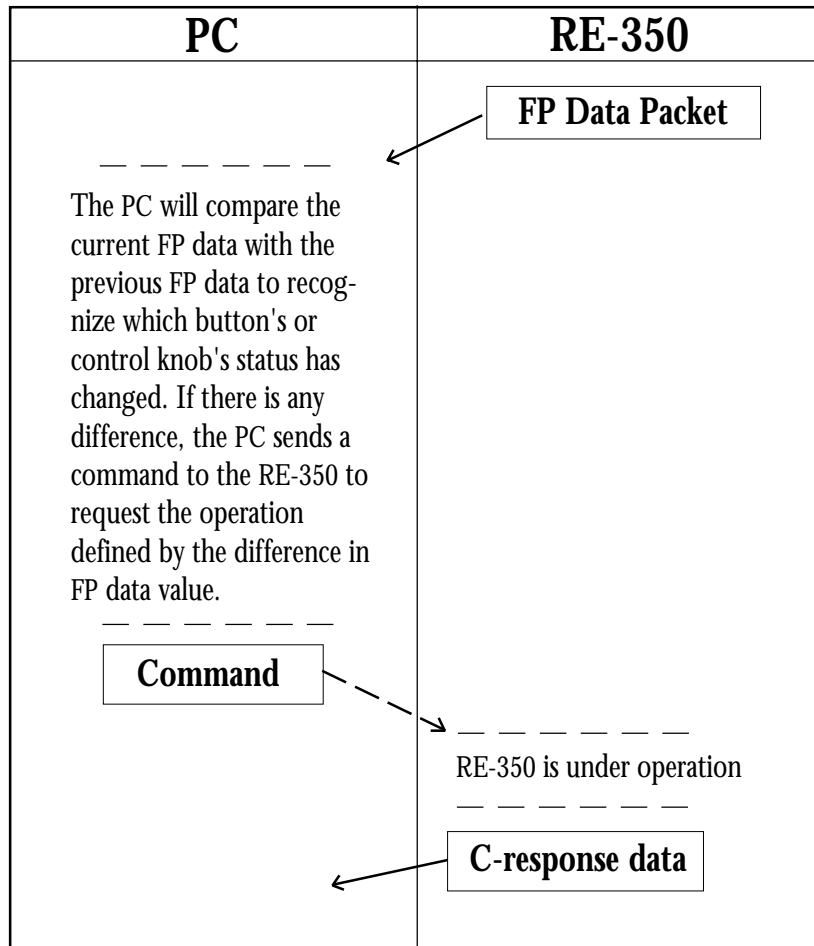 PC
RE-350
FP Data Packet
The PC will compare the
current FP data with the
previous FP data to recog-
nize which button's or
control knob's status has
changed. If there is any
difference, the PC sends a
command to the RE-350 to
request the operation
defined by the difference in
FP data value.
Command
RE-350 is under operation
C-response data